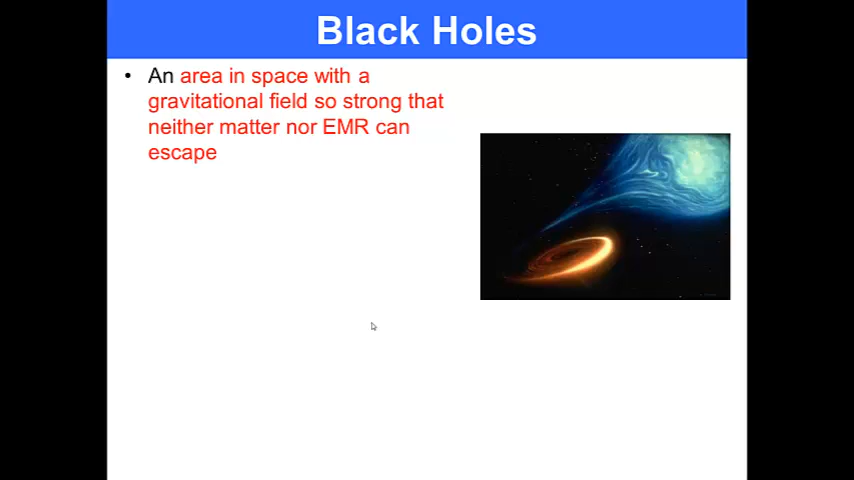 Black Holes
• An area in space with a
gravitational field so strong that
neither matter nor EMR can
escape